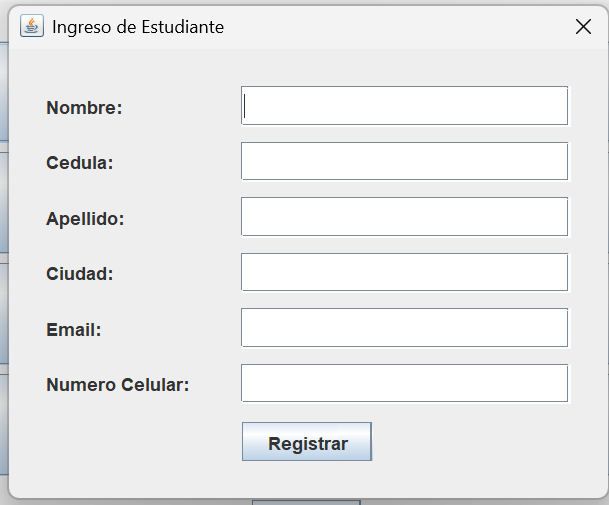 Ingreso de Estudiante
Nombre:
Cedula:
Apellido:
Ciudad:
Email:
Numero Celular:
Registrar